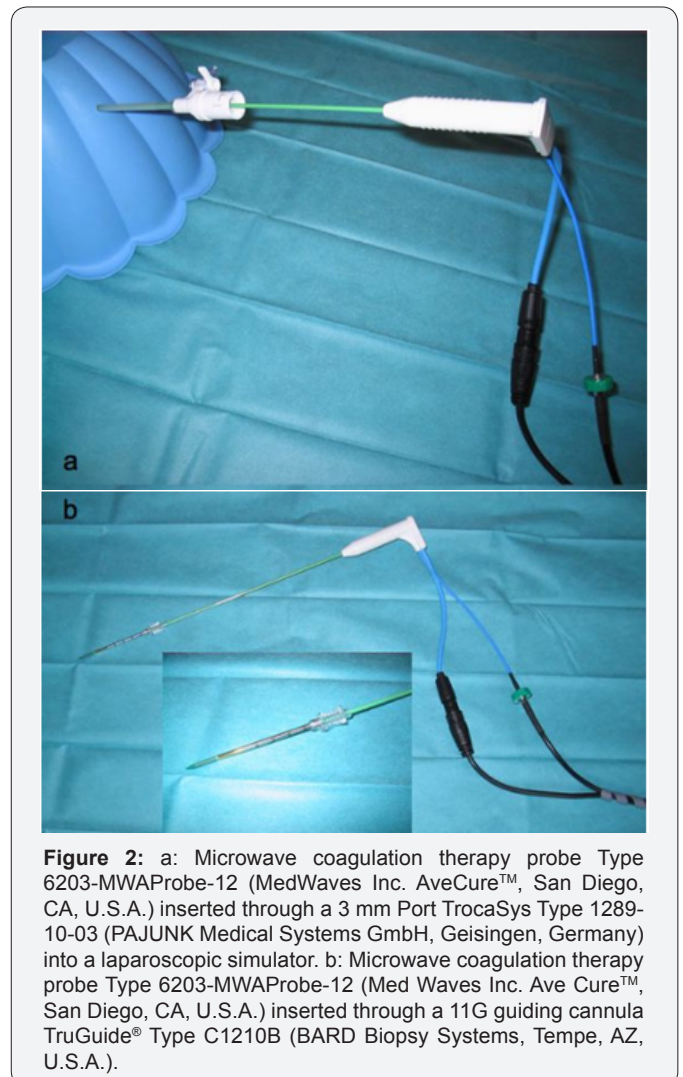 a
b
Figure 2: a: Microwave coagulation therapy probe Type
6203-MWAProbe-12 (MedWaves Inc. AveCure™, San Diego,
CA, U.S.A.) inserted through a 3 mm Port TrocaSys Type 1289-
10-03 (PAJUNK Medical Systems GmbH, Geisingen, Germany)
into a laparoscopic simulator. b: Microwave coagulation therapy
probe Type 6203-MWAProbe-12 (Med Waves Inc. Ave Cure™,
San Diego, CA, U.S.A.) inserted through a 11G guiding cannula
TruGuide® Type C1210B (BARD Biopsy Systems, Tempe, AZ,
U.S.A.).